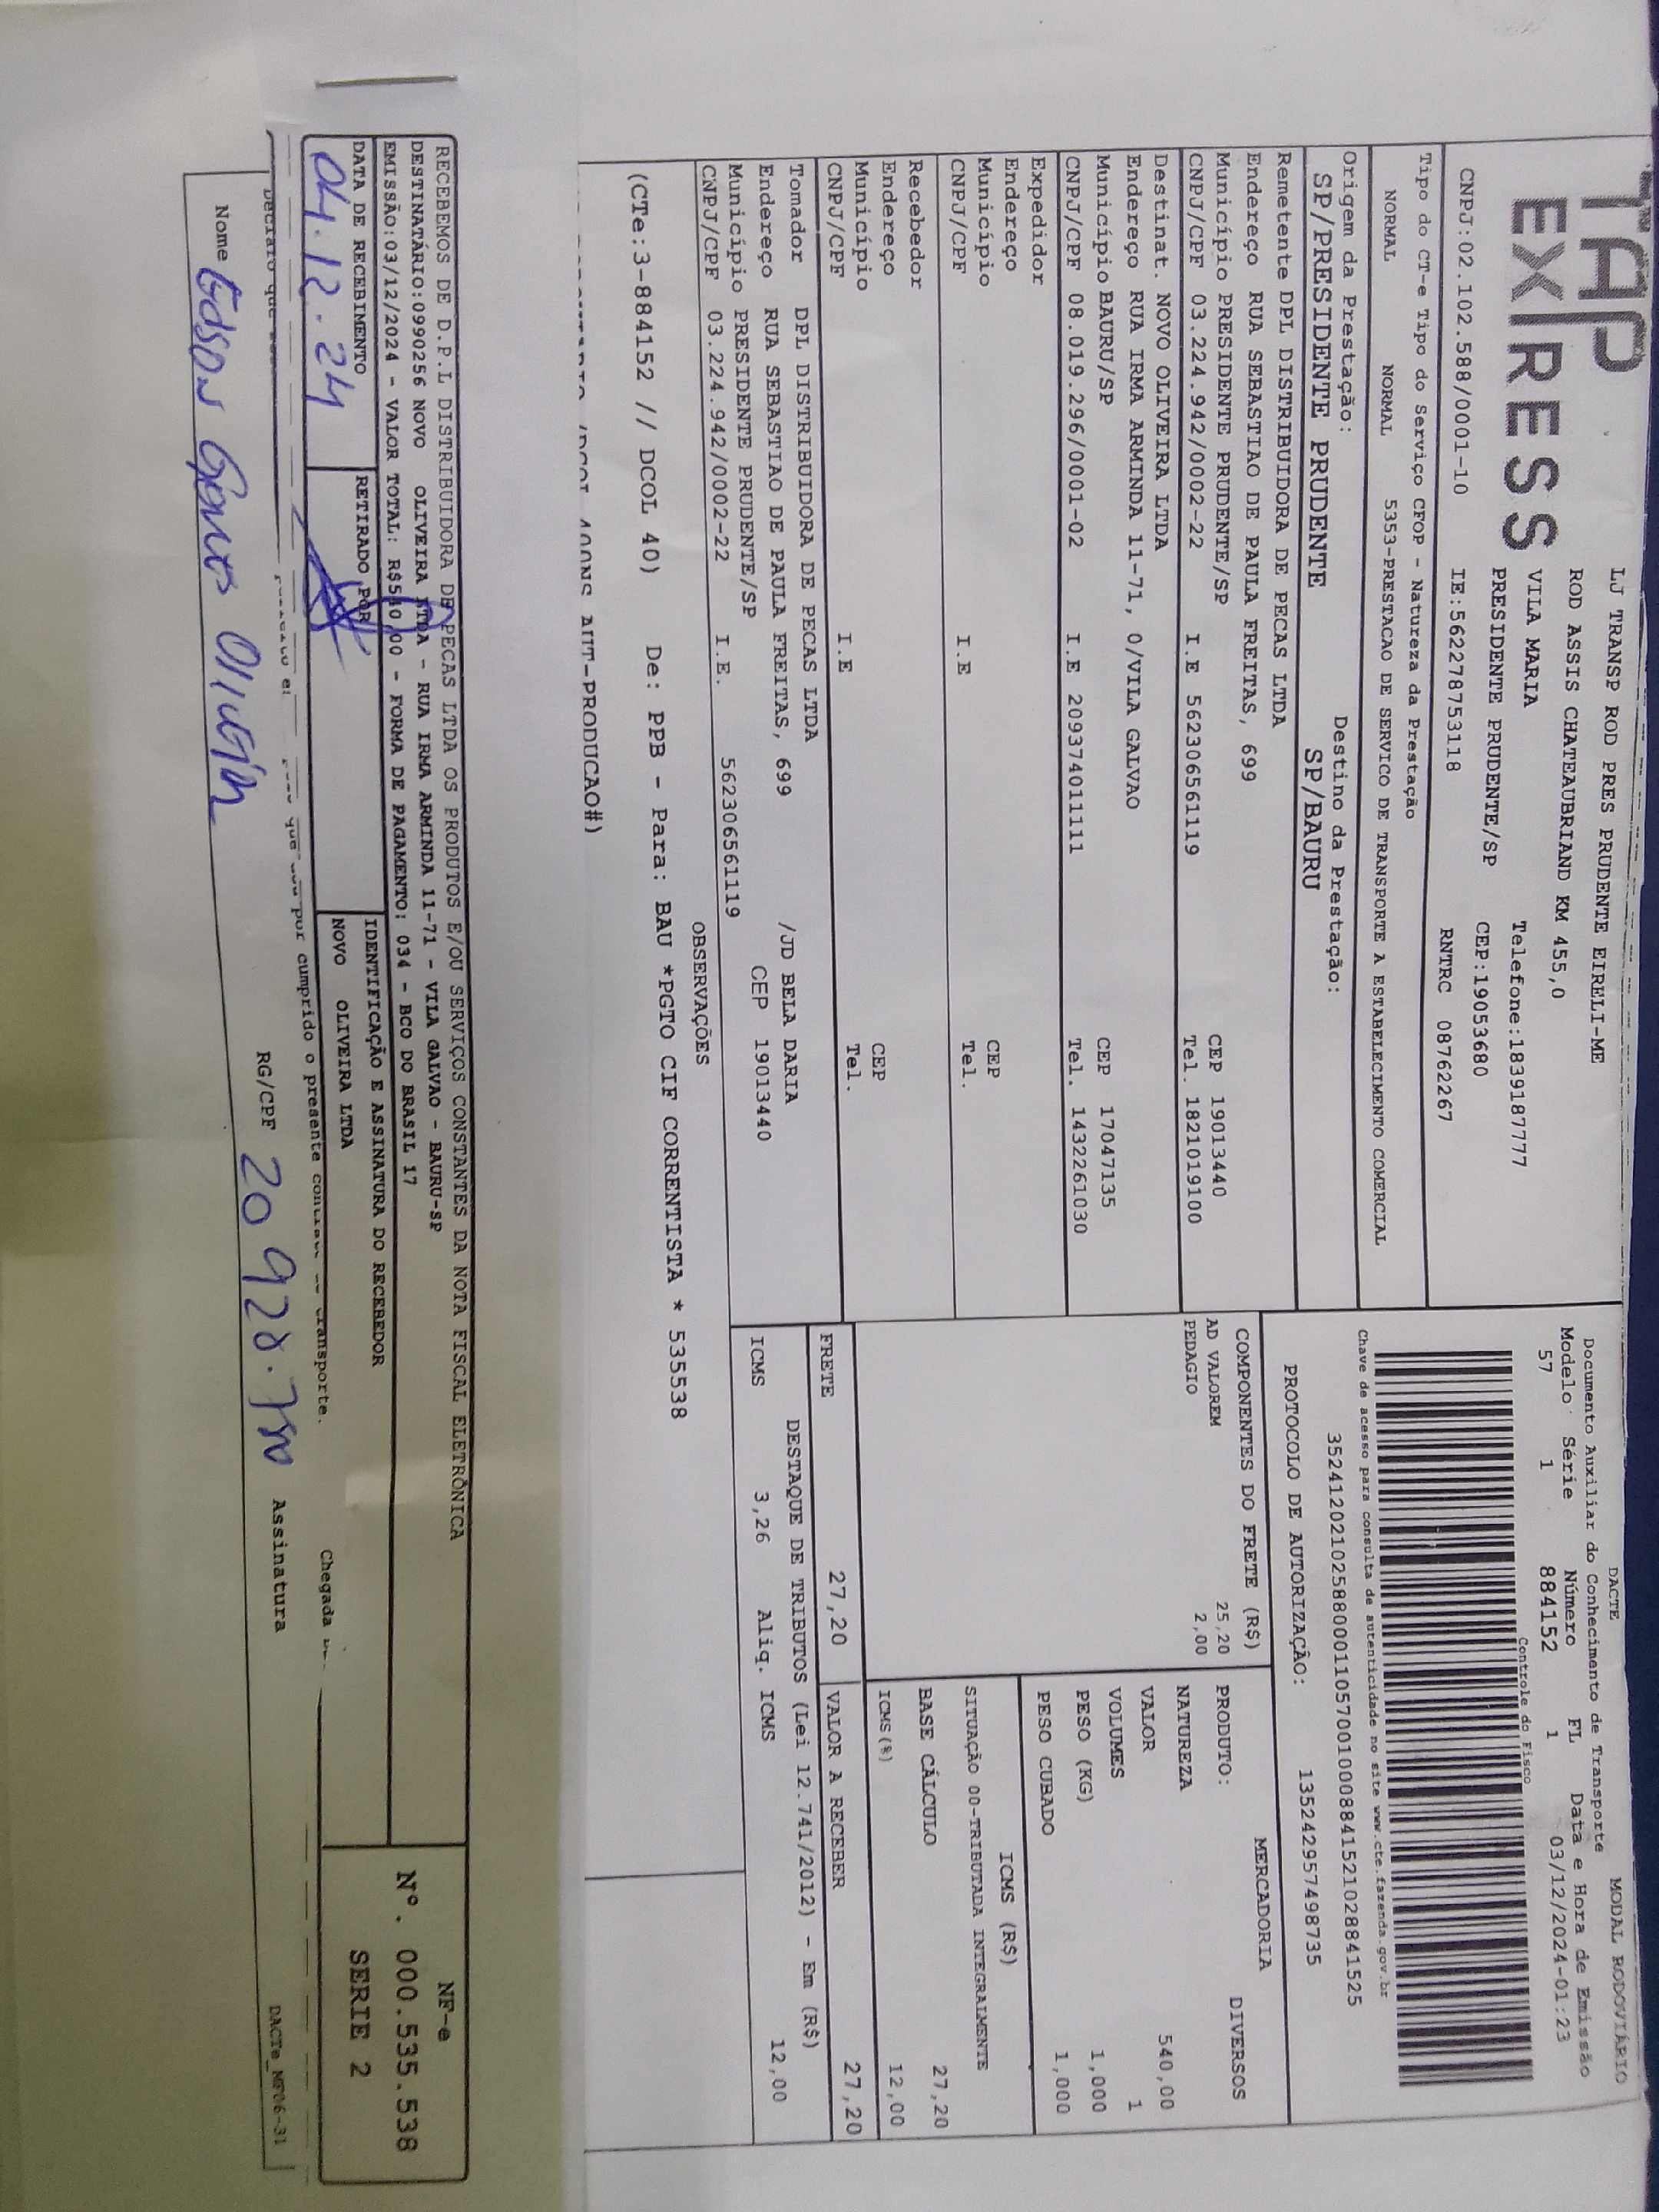 TAP
EXPRESS
LJ TRANSP ROD PRES PRUDENTE EIRELI-ME
ROD ASSIS CHATEAUBRIAND KM 455,0
VILA MARIA Telefone:1839187777
PRESIDENTE PRUDENTE/SP CEP:19053680
CNPJ:02.102.588/0001-10 IE:562278753118 RNTRC 08762267
Tipo do CT-e Tipo do Serviço CFOP - Natureza da Prestação
NORMAL NORMAL 5353-PRESTACAO DE SERVICO DE TRANSPORTE A ESTABELECIMENTO COMERCIAL
Origem da Prestação: Destino da Prestação:
SP/PRESIDENTE PRUDENTE SP/BAURU
Remetente DPL DISTRIBUIDORA DE PECAS LTDA
Endereço RUA SEBASTIAO DE PAULA FREITAS, 699
Município PRESIDENTE PRUDENTE/SP CEP 19013440
CNPJ/CPF 03.224.942/0002-22 I.E 562306561119 Tel. 1821019100
Destinat. NOVO OLIVEIRA LTDA
Endereço RUA IRMA ARMINDA 11-71, 0/VILA GALVAO
Município BAURU/SP CEP 17047135
CNPJ/CPF 08.019.296/0001-02 I.E 209374011111 Tel. 1432261030
Expedidor
Endereço
Município CEP
CNPJ/CPF I.E Tel.
Recebedor
Endereço
Município CEP
CNPJ/CPF I.E Tel.
Tomador DPL DISTRIBUIDORA DE PECAS LTDA
Endereço RUA SEBASTIAO DE PAULA FREITAS, 699 /JD BELA DARIA
Município PRESIDENTE PRUDENTE/SP CEP 19013440
CNPJ/CPF 03.224.942/0002-22 I.E. 562306561119
DACTE MODAL RODOVIÁRIO
Documento Auxiliar do Conhecimento de Transporte
Modelo Série Número FL Data e Hora de Emissão
57 1 884152 1 03/12/2024-01:23
Controle do Fisco
Chave de acesso para consulta de autenticidade no site www.cte.fazenda.gov.br
35241202102588000110570010008841521028841525
PROTOCOLO DE AUTORIZAÇÃO: 135242957498735
COMPONENTES DO FRETE (R$)
AD VALOREM 25,20
PEDAGIO 2,00
MERCADORIA
PRODUTO: DIVERSOS
NATUREZA
VALOR 540,00
VOLUMES 1
PESO (KG) 1,000
PESO CUBADO 1,000
ICMS (R$)
SITUAÇÃO 00-TRIBUTADA INTEGRALMENTE
BASE CÁLCULO 27,20
ICMS(%) 12,00
FRETE 27,20 VALOR A RECEBER 27,20
DESTAQUE DE TRIBUTOS (Lei 12.741/2012) - Em (R$)
ICMS 3,26 Aliq. ICMS 12,00
OBSERVAÇÕES
(CTe:3-884152 // DCOL 40) De: PPB - Para: BAU *PGTO CIF CORRENTISTA * 535538
AUT-PRODUCAO#)
RECEBEMOS DE D.P.L DISTRIBUIDORA DE PECAS LTDA OS PRODUTOS E/OU SERVIÇOS CONSTANTES DA NOTA FISCAL ELETRÔNICA
DESTINATÁRIO:0990256 NOVO OLIVEIRA LTDA - RUA IRMA ARMINDA 11-71 - VILA GALVAO - BAURU-SP
EMISSÃO:03/12/2024 - VALOR TOTAL: R$540,00 - FORMA DE PAGAMENTO: 034 - BCO DO BRASIL 17
DATA DE RECEBIMENTO RETIRADO POR IDENTIFICAÇÃO E ASSINATURA DO RECEBEDOR
04.12.24 NOVO OLIVEIRA LTDA
NF-e
Nº. 000.535.538
SERIE 2
Declaro que por cumprido o presente transporte.
Chegada
Nome Edson Gomes RG/CPF 20 Assinatura
DACTe_MF06-31